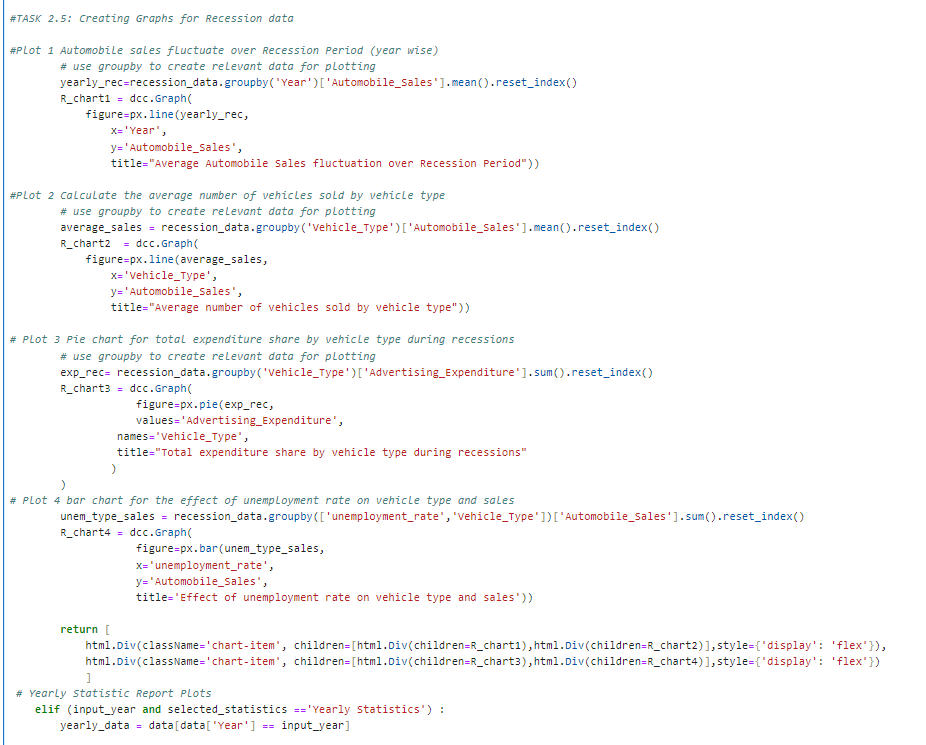 #TASK 2.5: Creating Graphs for Recession data
#Plot 1 Automobile sales fluctuate over Recession Period (year wise)
# use groupby to create relevant data for plotting
yearly_rec=recession_data.groupby('Year')['Automobile_Sales'].mean().reset_index()
R_chart1 = dcc.Graph(
figure=px.line(yearly_rec,
x='Year',
y='Automobile_Sales',
title="Average Automobile Sales fluctuation over Recession Period"))
#Plot 2 Calculate the average number of vehicles sold by vehicle type
# use groupby to create relevant data for plotting
average_sales = recession_data.groupby('Vehicle_Type')['Automobile_Sales'].mean().reset_index()
R_chart2  = dcc.Graph(
figure=px.line(average_sales,
x='Vehicle_Type',
y='Automobile_Sales',
title="Average number of vehicles sold by vehicle type"))
# Plot 3 Pie chart for total expenditure share by vehicle type during recessions
# use groupby to create relevant data for plotting
exp_rec= recession_data.groupby('Vehicle_Type')['Advertising_Expenditure'].sum().reset_index()
R_chart3 = dcc.Graph(
figure=px.pie(exp_rec,
values='Advertising_Expenditure',
names='Vehicle_Type',
title="Total expenditure share by vehicle type during recessions"
)
)
# Plot 4 bar chart for the effect of unemployment rate on vehicle type and sales
unem_type_sales = recession_data.groupby(['unemployment_rate','Vehicle_Type'])['Automobile_Sales'].sum().reset_index()
R_chart4 = dcc.Graph(
figure=px.bar(unem_type_sales,
x='unemployment_rate',
y='Automobile_Sales',
title='Effect of unemployment rate on vehicle type and sales'))
return [
html.Div(className='chart-item', children=[html.Div(children=R_chart1),html.Div(children=R_chart2)],style={'display': 'flex'}),
html.Div(className='chart-item', children=[html.Div(children=R_chart3),html.Div(children=R_chart4)],style={'display': 'flex'})
]
# Yearly Statistic Report Plots
elif (input_year and selected_statistics =='Yearly Statistics') :
yearly_data = data[data['Year'] == input_year]